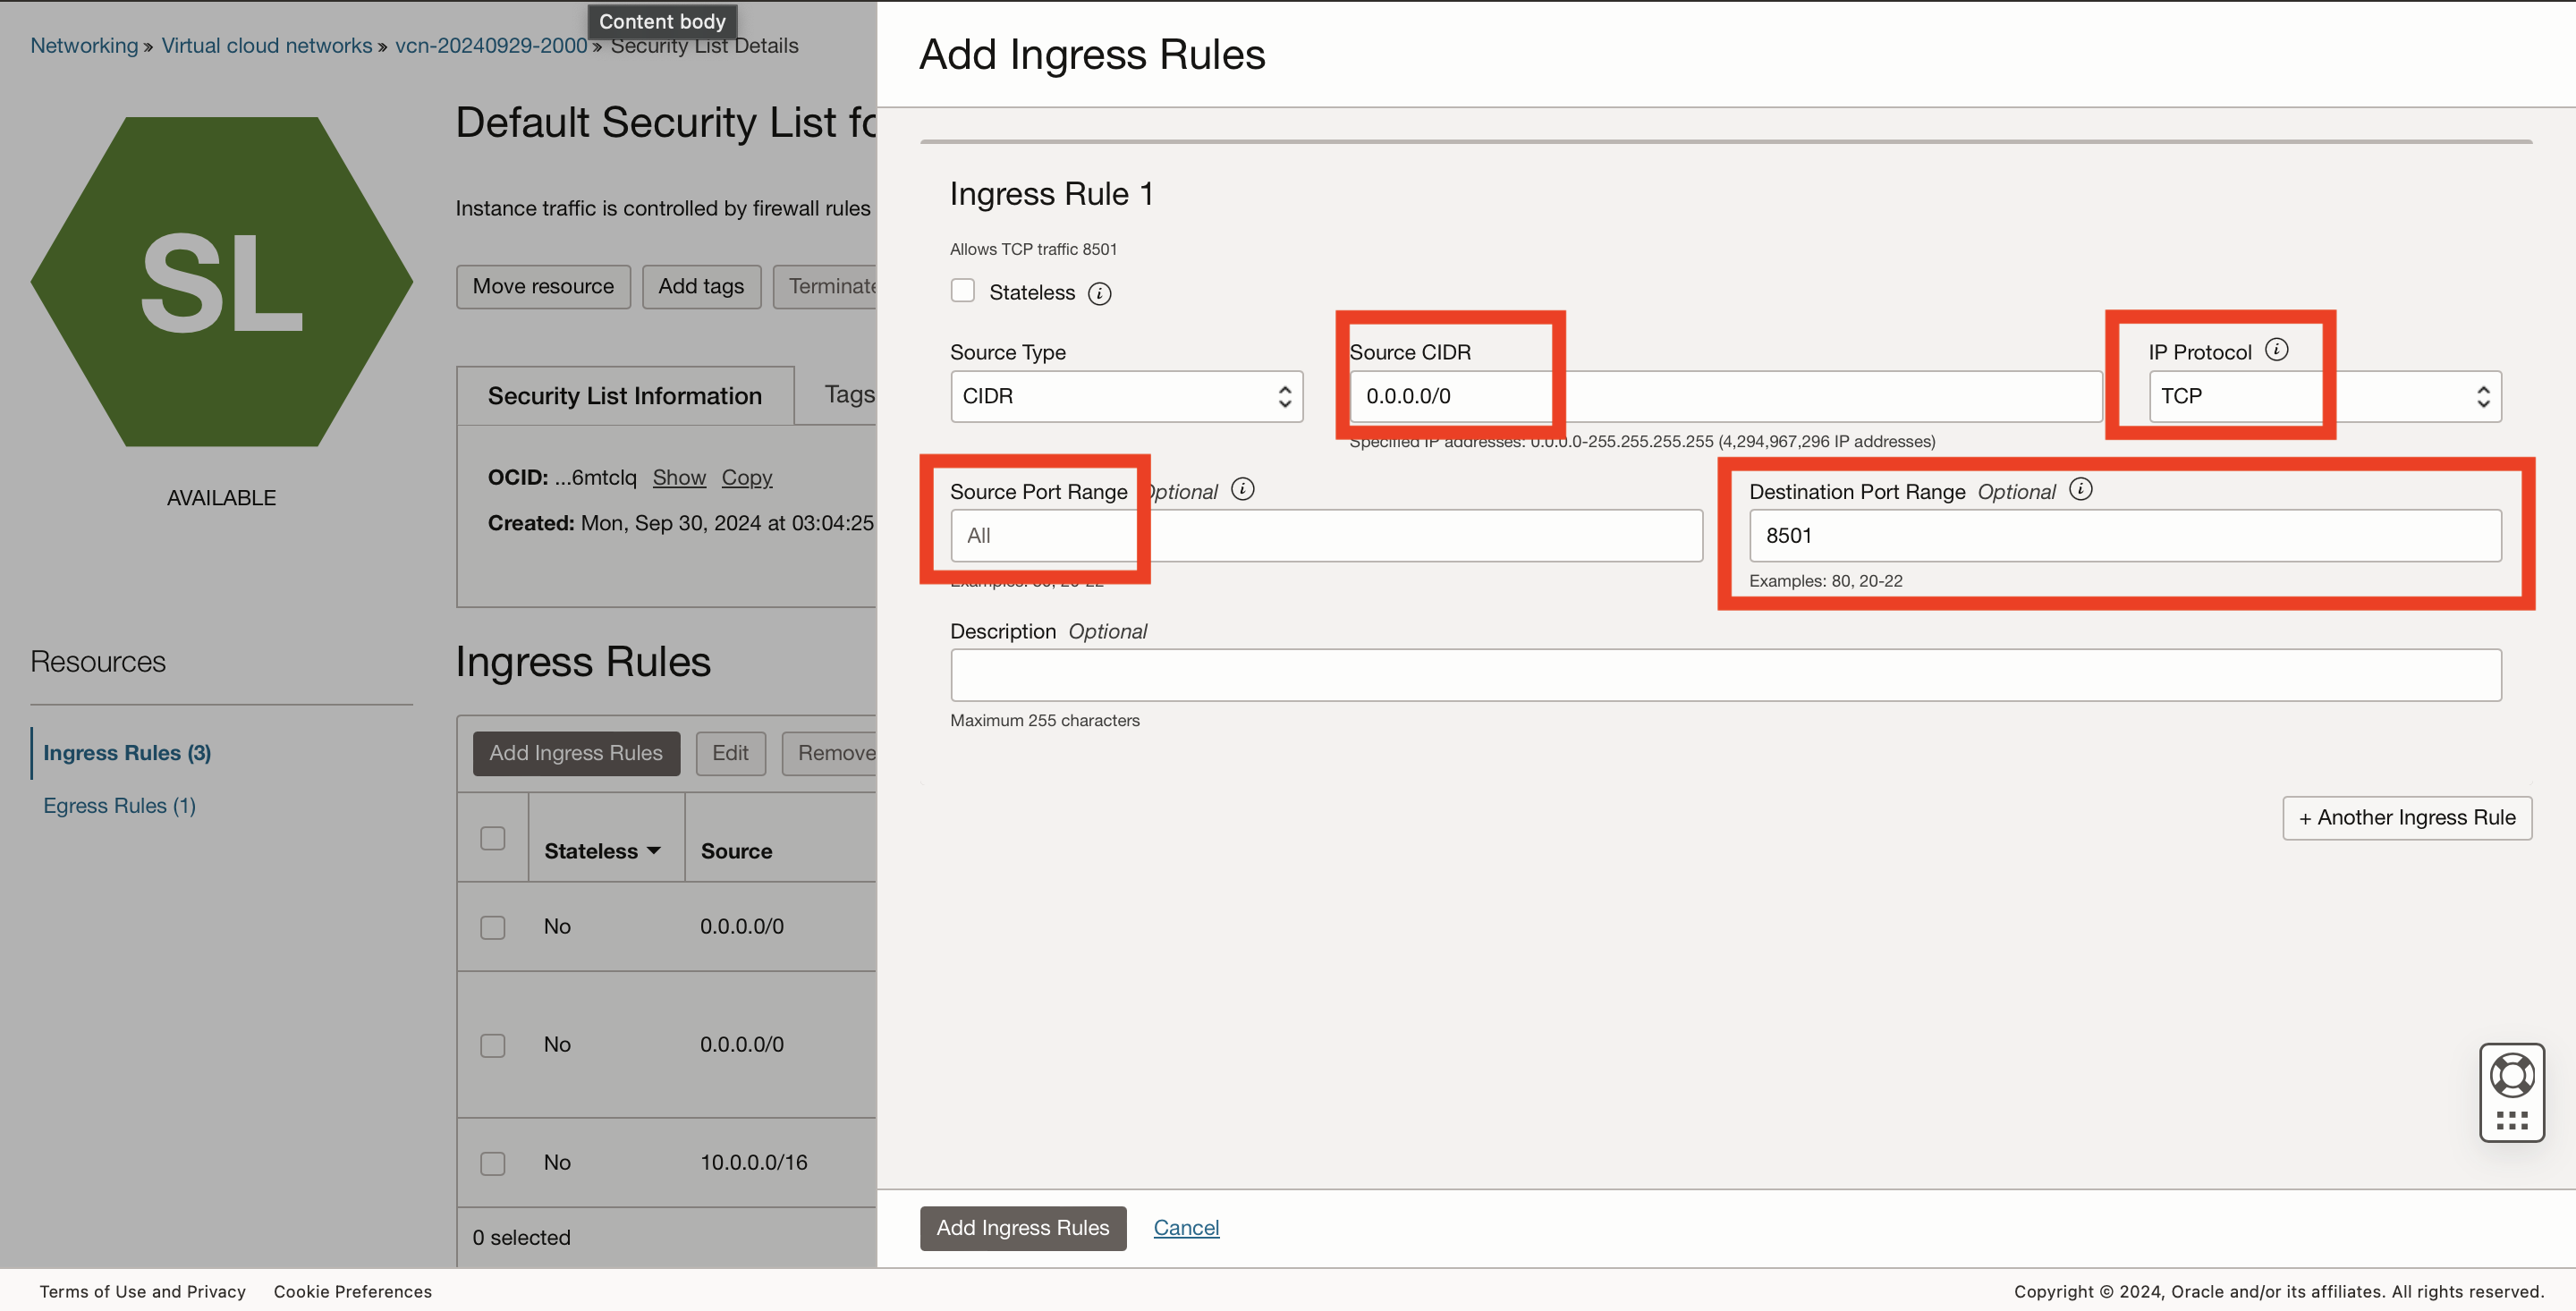 Content body
Networking » Virtual cloud networks » vcn-20240929-2000 » Security List Details
SL
AVAILABLE
Default Security List fo
Instance traffic is controlled by firewall rules
Move resource Add tags Terminate
Security List Information Tags
OCID: ...6mtclq Show Copy
Created: Mon, Sep 30, 2024 at 03:04:25
Resources
Ingress Rules (3)
Egress Rules (1)
Ingress Rules
Add Ingress Rules Edit Remove
Stateless Source
No 0.0.0.0/0
No 0.0.0.0/0
No 10.0.0.0/16
0 selected
Add Ingress Rules
Ingress Rule 1
Allows TCP traffic 8501
Stateless
Source Type Source CIDR IP Protocol
CIDR 0.0.0.0/0 TCP
Specified IP addresses: 0.0.0.0-255.255.255.255 (4,294,967,296 IP addresses)
Source Port Range Optional Destination Port Range Optional
All 8501
Examples: 80, 20-22 Examples: 80, 20-22
Description Optional
Maximum 255 characters
+ Another Ingress Rule
Add Ingress Rules Cancel
Terms of Use and Privacy Cookie Preferences Copyright © 2024, Oracle and/or its affiliates. All rights reserved.